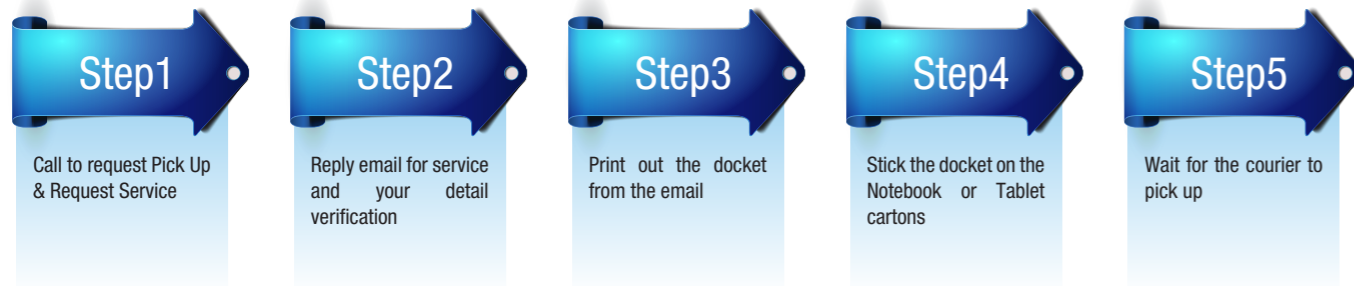 Step1
Call to request Pick Up
& Request Service
Step2
Reply email for service
and your detail
verification
Step3
Print out the docket
from the email
Step4
Stick the docket on the
Notebook or Tablet
cartons
Step5
Wait for the courier to
pick up